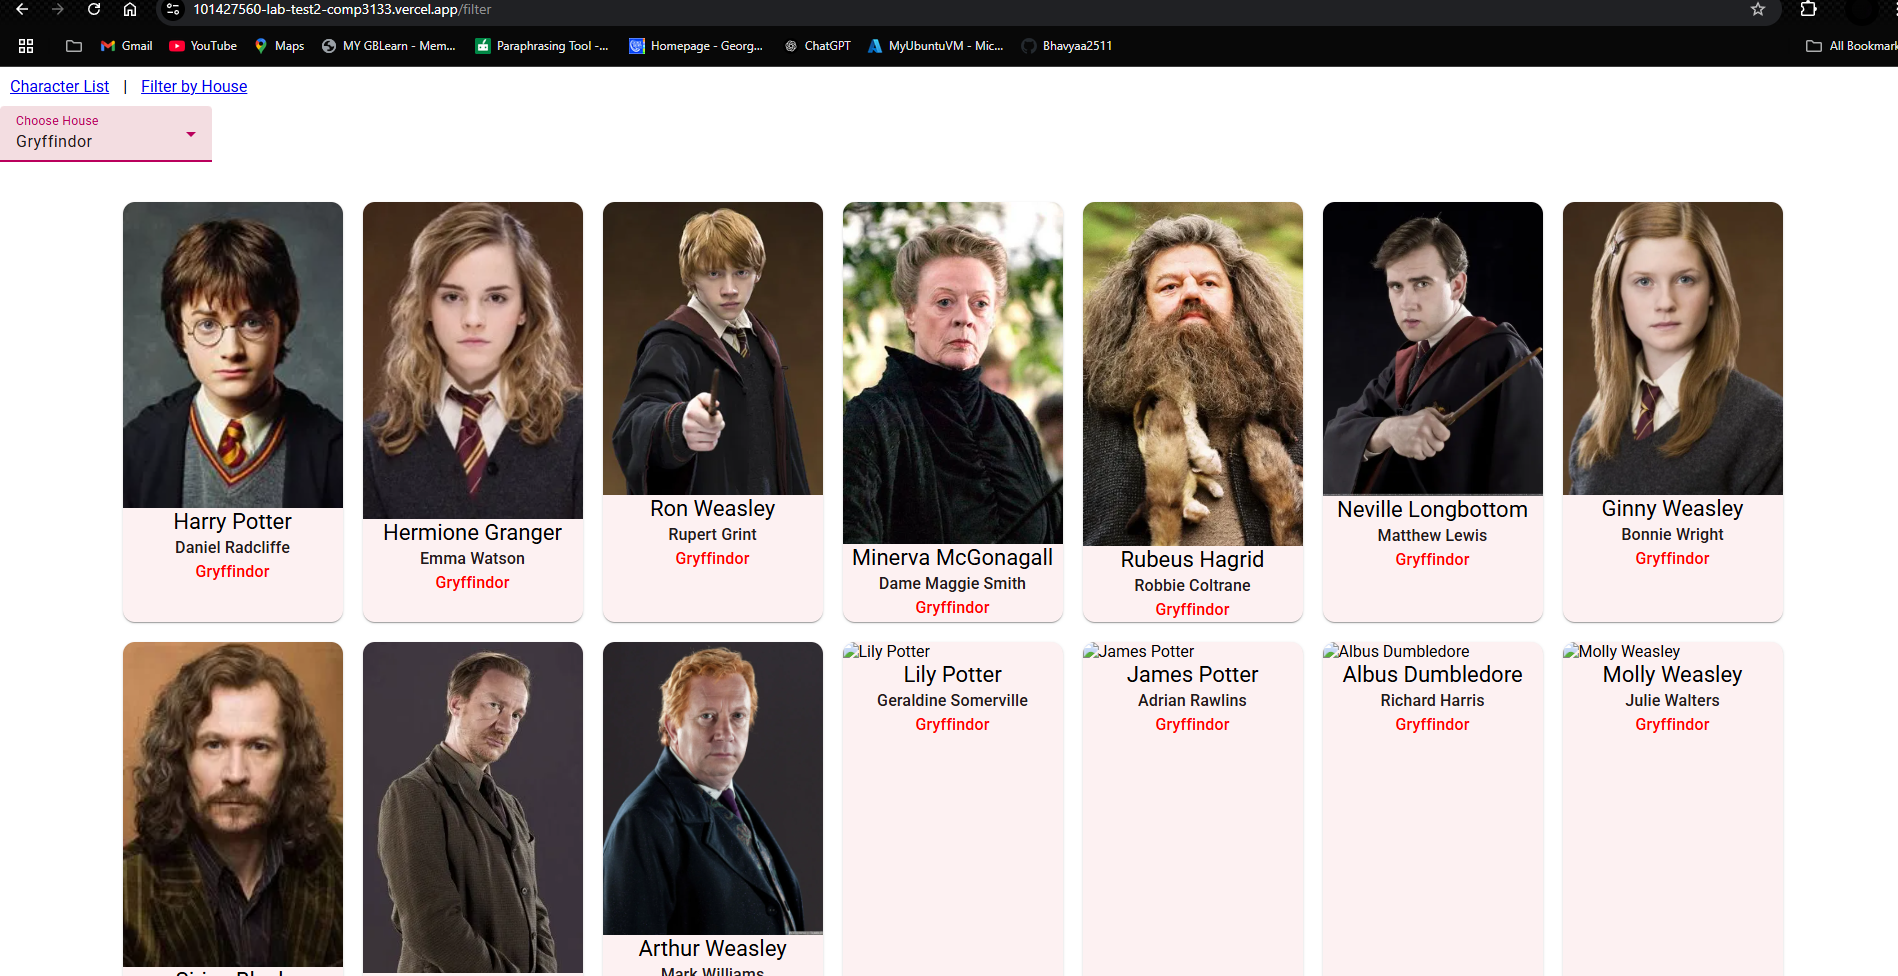 101427560-lab-test2-comp3133.vercel.app/filter
Gmail YouTube Maps MY GBLearn - Mem... Paraphrasing Tool -... Homepage - Georg... ChatGPT MyUbuntuVM - Mic... Bhavyaa2511 All Bookmark
Character List | Filter by House
Choose House
Gryffindor
Harry Potter
Daniel Radcliffe
Gryffindor
Hermione Granger
Emma Watson
Gryffindor
Ron Weasley
Rupert Grint
Gryffindor
Minerva McGonagall
Dame Maggie Smith
Gryffindor
Rubeus Hagrid
Robbie Coltrane
Gryffindor
Neville Longbottom
Matthew Lewis
Gryffindor
Ginny Weasley
Bonnie Wright
Gryffindor
Sirius Black
Arthur Weasley
Mark Williams
Lily Potter
Lily Potter
Geraldine Somerville
Gryffindor
James Potter
James Potter
Adrian Rawlins
Gryffindor
Albus Dumbledore
Albus Dumbledore
Richard Harris
Gryffindor
Molly Weasley
Molly Weasley
Julie Walters
Gryffindor